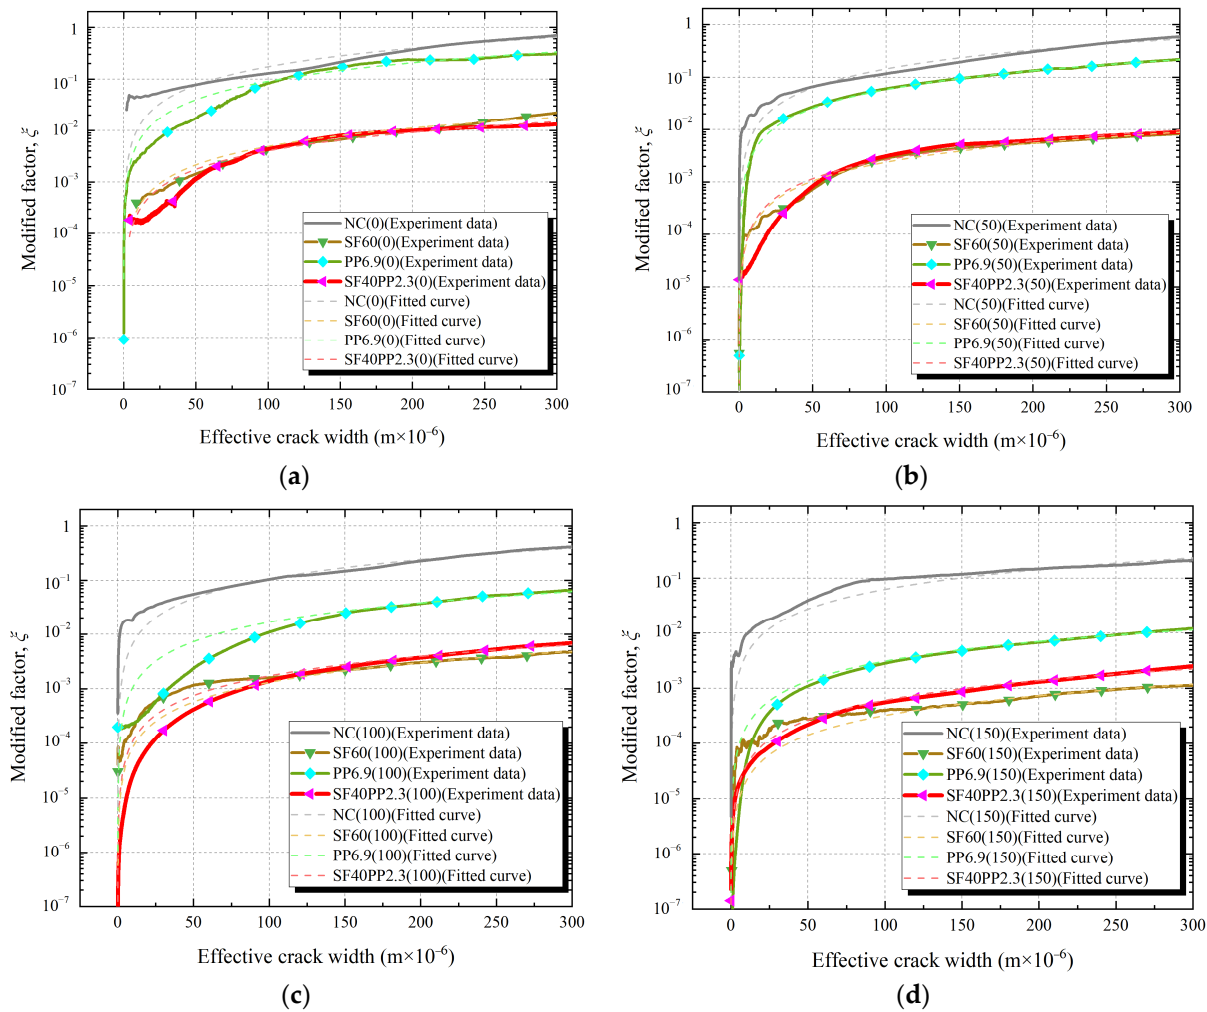 1
10⁻¹
10⁻²
10⁻³
10⁻⁴
10⁻⁵
10⁻⁶
10⁻⁷
Modified factor, ξ
NC(0)(Experiment data)
SF60(0)(Experiment data)
PP6.9(0)(Experiment data)
SF40PP2.3(0)(Experiment data)
NC(0)(Fitted curve)
SF60(0)(Fitted curve)
PP6.9(0)(Fitted curve)
SF40PP2.3(0)(Fitted curve)
0 50 100 150 200 250 300
Effective crack width (m×10⁻⁶)
(a)
1
10⁻¹
10⁻²
10⁻³
10⁻⁴
10⁻⁵
10⁻⁶
10⁻⁷
Modified factor, ξ
NC(50)(Experiment data)
SF60(50)(Experiment data)
PP6.9(50)(Experiment data)
SF40PP2.3(50)(Experiment data)
NC(50)(Fitted curve)
SF60(50)(Fitted curve)
PP6.9(50)(Fitted curve)
SF40PP2.3(50)(Fitted curve)
0 50 100 150 200 250 300
Effective crack width (m×10⁻⁶)
(b)
1
10⁻¹
10⁻²
10⁻³
10⁻⁴
10⁻⁵
10⁻⁶
10⁻⁷
Modified factor, ξ
NC(100)(Experiment data)
SF60(100)(Experiment data)
PP6.9(100)(Experiment data)
SF40PP2.3(100)(Experiment data)
NC(100)(Fitted curve)
SF60(100)(Fitted curve)
PP6.9(100)(Fitted curve)
SF40PP2.3(100)(Fitted curve)
0 50 100 150 200 250 300
Effective crack width (m×10⁻⁶)
(c)
1
10⁻¹
10⁻²
10⁻³
10⁻⁴
10⁻⁵
10⁻⁶
10⁻⁷
Modified factor, ξ
NC(150)(Experiment data)
SF60(150)(Experiment data)
PP6.9(150)(Experiment data)
SF40PP2.3(150)(Experiment data)
NC(150)(Fitted curve)
SF60(150)(Fitted curve)
PP6.9(150)(Fitted curve)
SF40PP2.3(150)(Fitted curve)
0 50 100 150 200 250 300
Effective crack width (m×10⁻⁶)
(d)